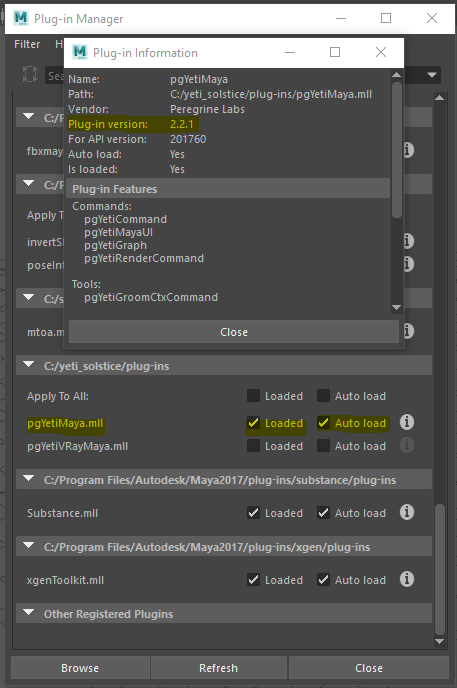 Plug-in Manager
Filter H
Plug-in Information
Sea
Name: pgYetiMaya
Path: C:/yeti_solstice/plug-ins/pgYetiMaya.mll
Vendor: Peregrine Labs
Plug-in version: 2.2.1
For API version: 201760
Auto load: Yes
Is loaded: Yes
Plug-in Features
Commands:
pgYetiCommand
pgYetiMayaUI
pgYetiGraph
pgYetiRenderCommand
Tools:
pgYetiGroomCtxCommand
Close
C:/P
fbxmay
C:/P
Apply T
invertSh
poseInt
C:/s
mtoa.m
C:/yeti_solstice/plug-ins
Apply To All: Loaded Auto load
pgYetiMaya.mll Loaded Auto load
pgYetiVRayMaya.mll Loaded Auto load
C:/Program Files/Autodesk/Maya2017/plug-ins/substance/plug-ins
Substance.mll Loaded Auto load
C:/Program Files/Autodesk/Maya2017/plug-ins/xgen/plug-ins
xgenToolkit.mll Loaded Auto load
Other Registered Plugins
Browse Refresh Close